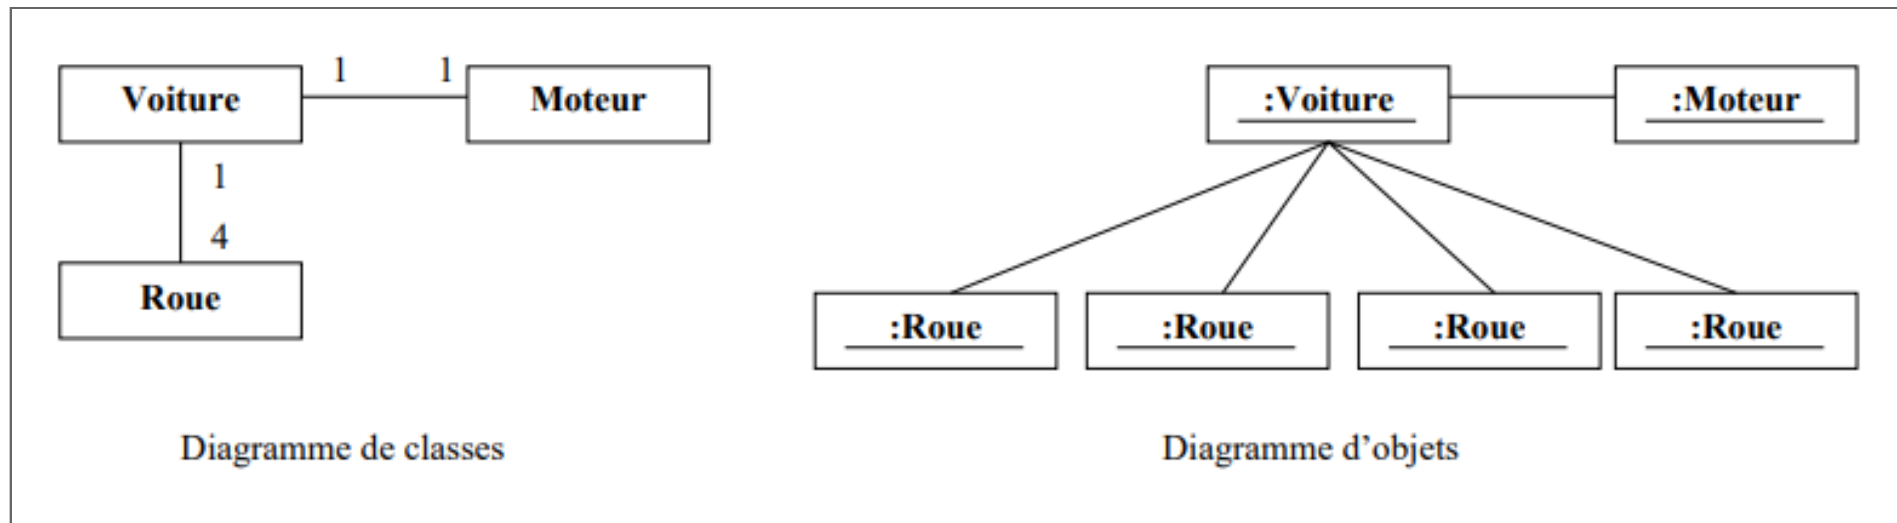 Voiture
1
1
Moteur
1
4
Roue
Diagramme de classes
:Voiture
:Moteur
:Roue
:Roue
:Roue
:Roue
Diagramme d’objets